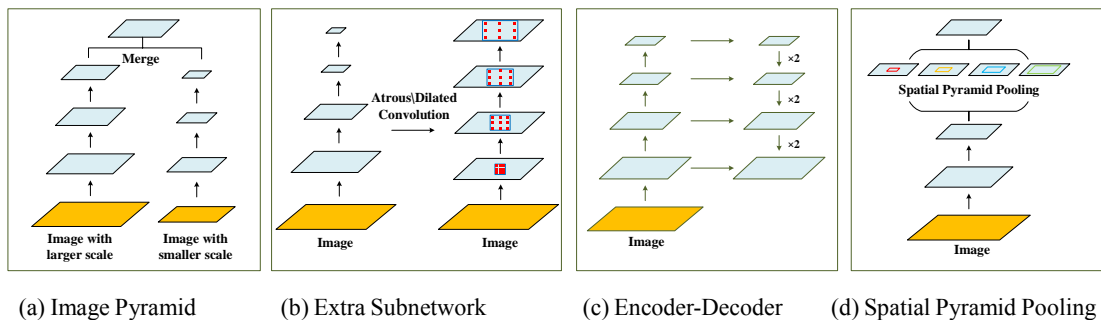 Merge
Image with
larger scale
Image with
smaller scale
Atrous\Dilated
Convolution
Image
Image
×2
×2
×2
Image
Spatial Pyramid Pooling
Image
(a) Image Pyramid
(b) Extra Subnetwork
(c) Encoder-Decoder
(d) Spatial Pyramid Pooling